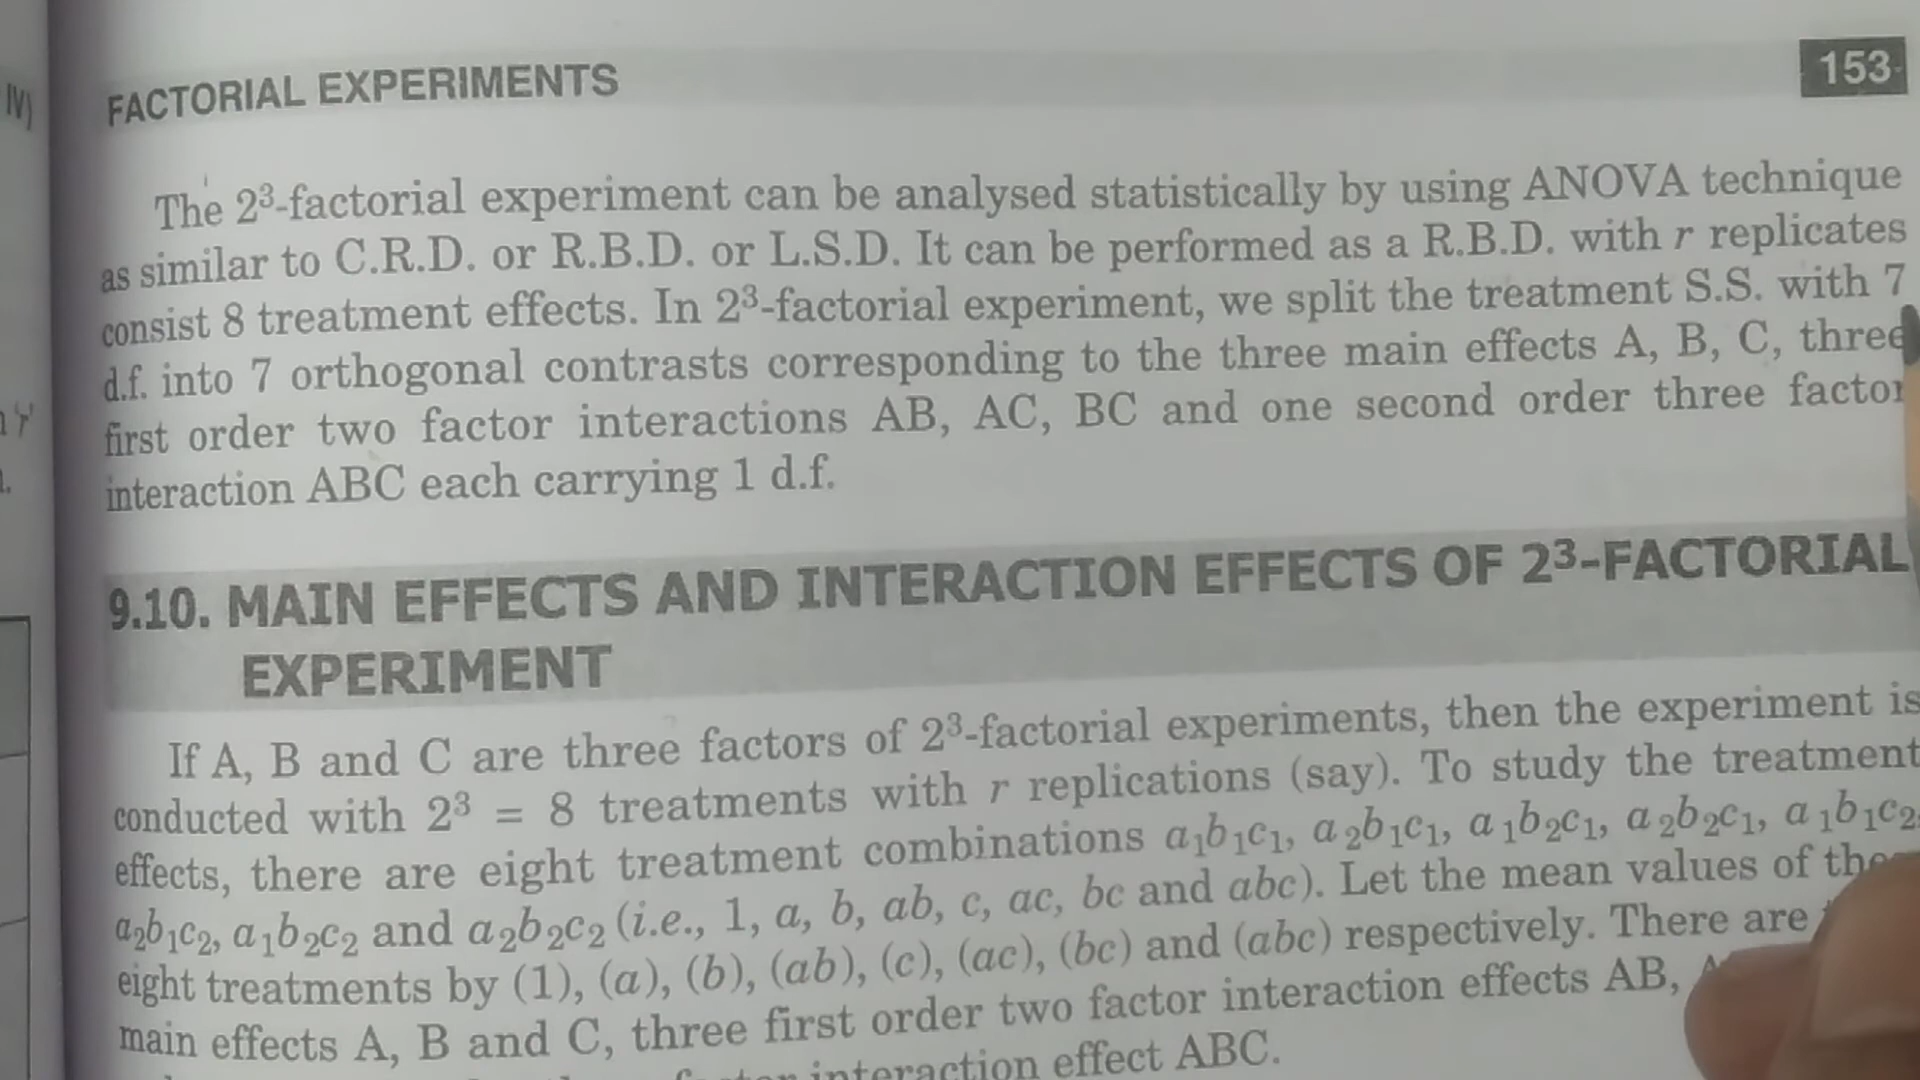 IV)
FACTORIAL EXPERIMENTS
153
The 2³-factorial experiment can be analysed statistically by using ANOVA technique
as similar to C.R.D. or R.B.D. or L.S.D. It can be performed as a R.B.D. with r replicates
consist 8 treatment effects. In 2³-factorial experiment, we split the treatment S.S. with 7
d.f. into 7 orthogonal contrasts corresponding to the three main effects A, B, C, three
first order two factor interactions AB, AC, BC and one second order three factor
interaction ABC each carrying 1 d.f.
9.10. MAIN EFFECTS AND INTERACTION EFFECTS OF 2³-FACTORIAL
EXPERIMENT
If A, B and C are three factors of 2³-factorial experiments, then the experiment is
conducted with 2³ = 8 treatments with r replications (say). To study the treatment
effects, there are eight treatment combinations a₁b₁c₁, a₂b₁c₁, a₁b₂c₁, a₂b₂c₁, a₁b₁c₂,
a₂b₁c₂, a₁b₂c₂ and a₂b₂c₂ (i.e., 1, a, b, ab, c, ac, bc and abc). Let the mean values of
eight treatments by (1), (a), (b), (ab), (c), (ac), (bc) and (abc) respectively. There are
main effects A, B and C, three first order two factor interaction effects AB,
interaction effect ABC.